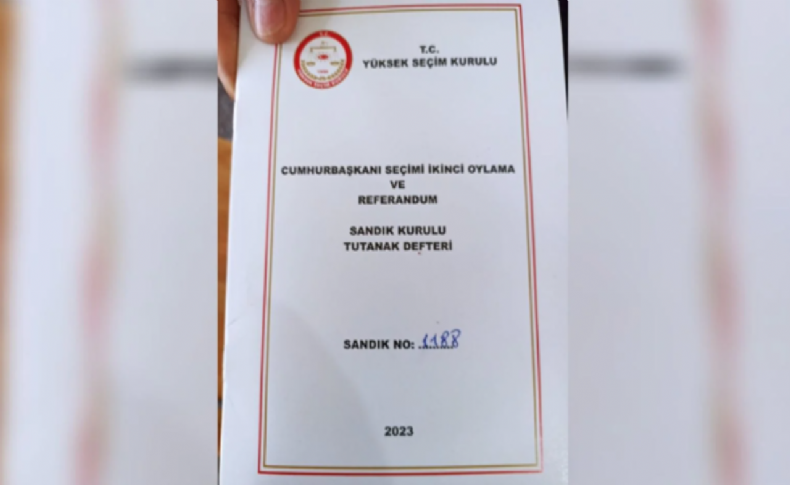 T.C.
YÜKSEK SEÇİM KURULU
CUMHURBAŞKANI SEÇİMİ İKİNCİ OYLAMA
VE
REFERANDUM
SANDIK KURULU
TUTANAK DEFTERİ
SANDIK NO: 1188
2023